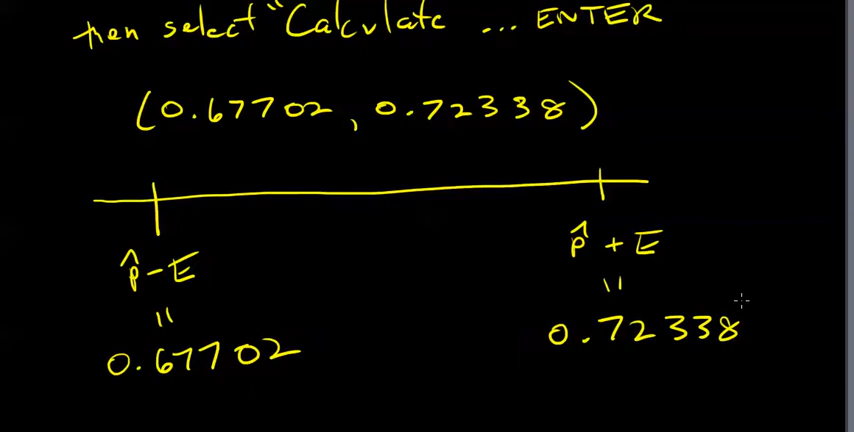 then select "Calculate ... ENTER
(0.67702, 0.72338)
p̂ - E
p̂ + E
=
=
0.67702
0.72338